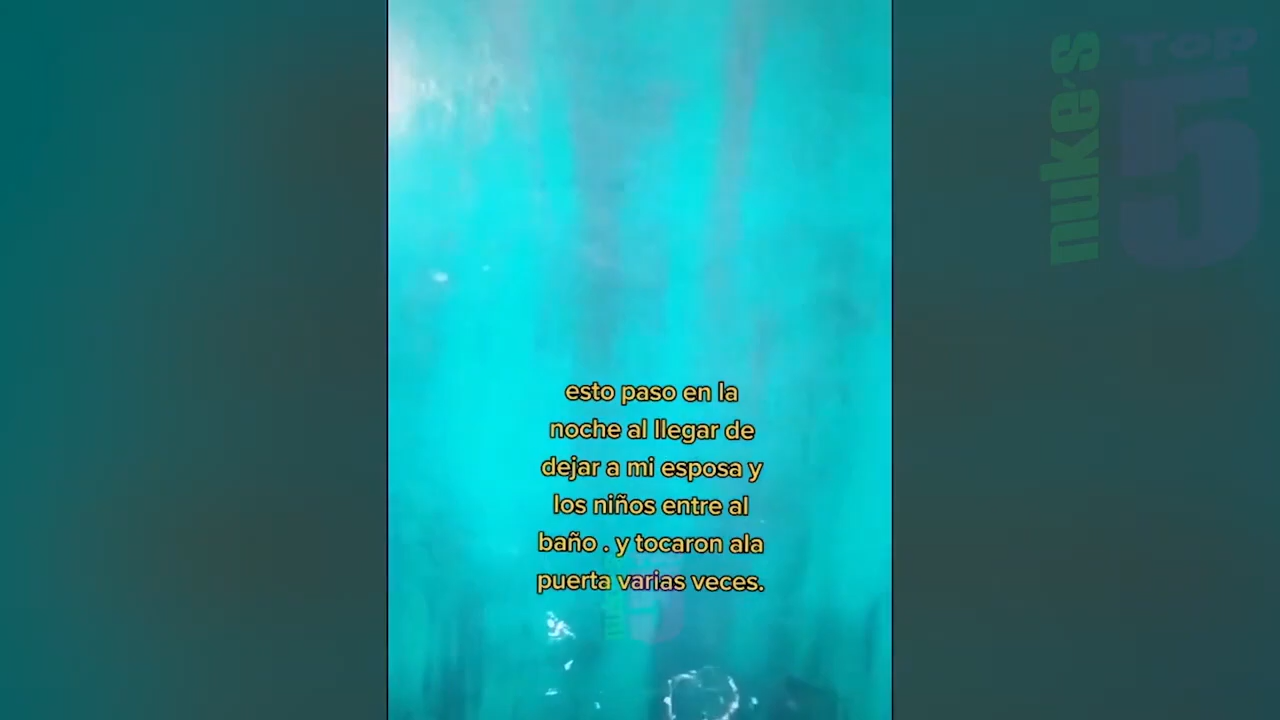 esto paso en la
noche al llegar de
dejar a mi esposa y
los niños entre al
baño . y tocaron ala
puerta varias veces.
nuke's
Top
5